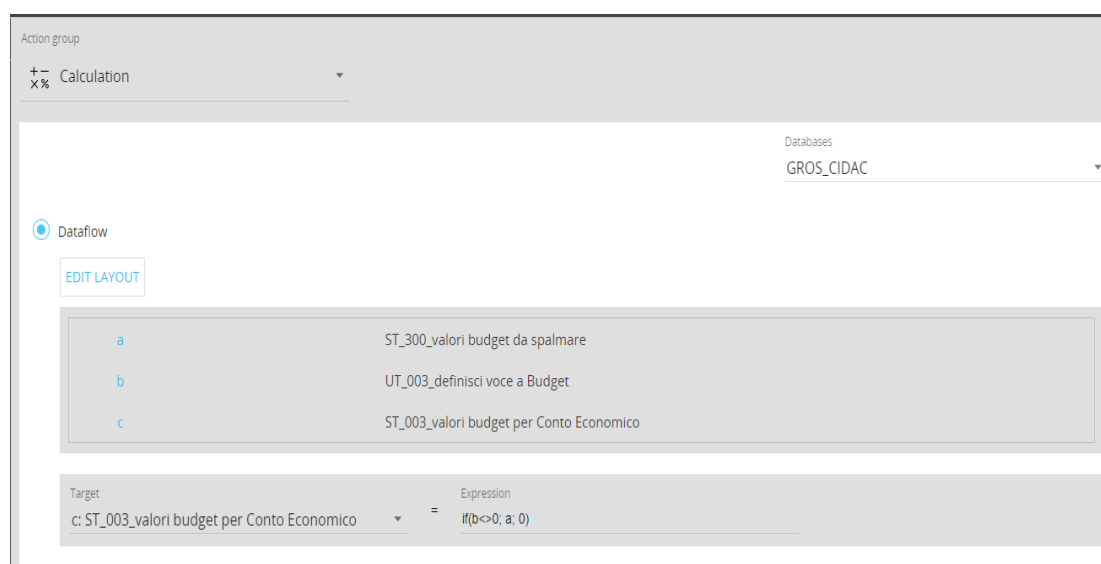 Action group
+− ×% Calculation
Databases
GROS_CIDAC
Dataflow
EDIT LAYOUT
a ST_300_valori budget da spalmare
b UT_003_definisci voce a Budget
c ST_003_valori budget per Conto Economico
Target Expression
c: ST_003_valori budget per Conto Economico = if(b<>0; a; 0)